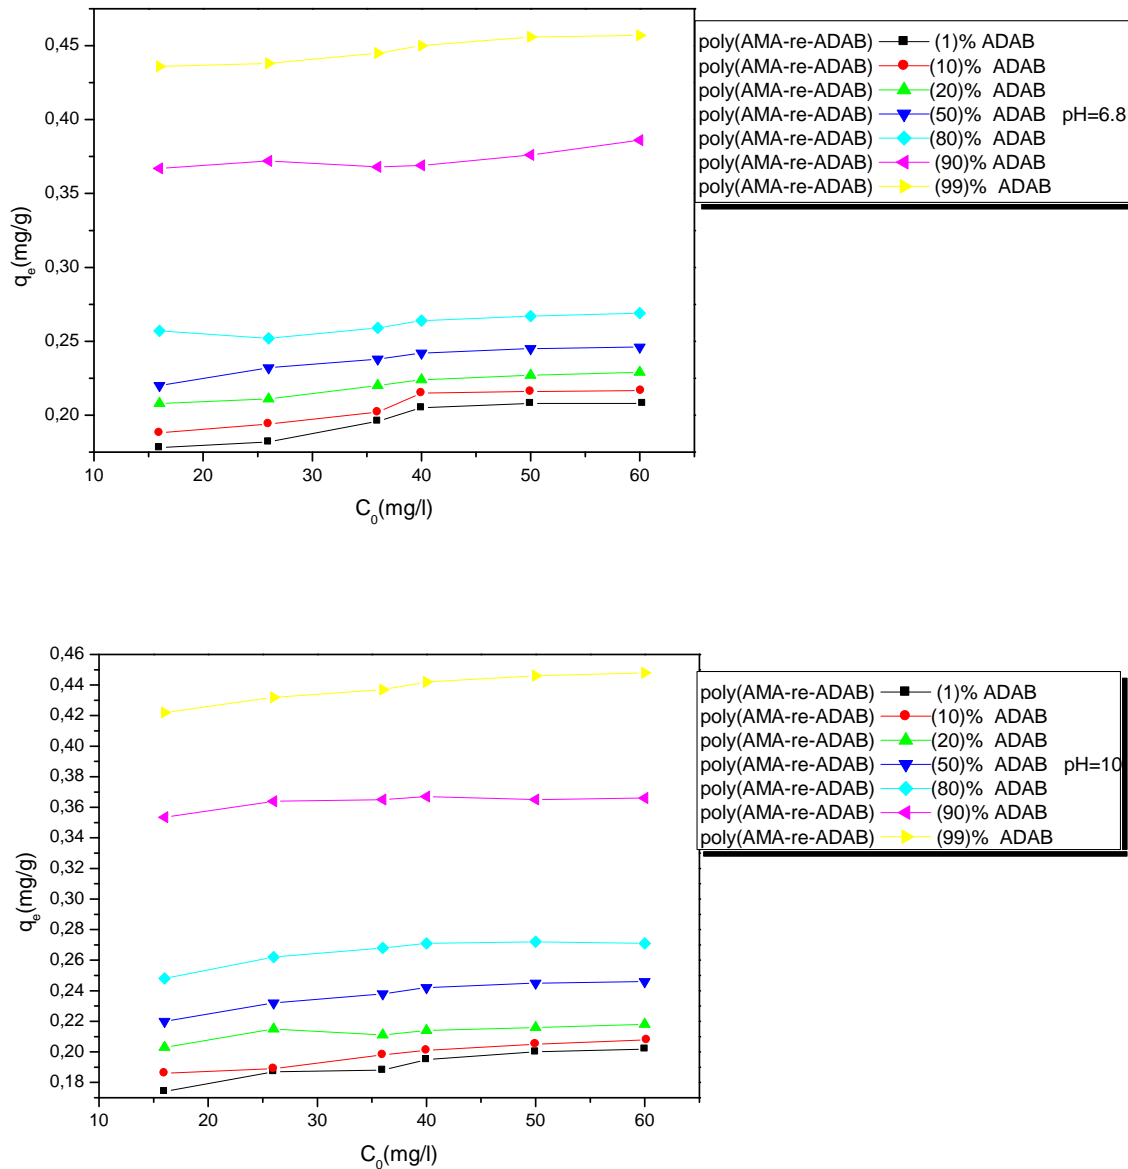 0,45
0,40
0,35
0,30
0,25
0,20
qe(mg/g)
10 20 30 40 50 60
C0(mg/l)
poly(AMA-re-ADAB) (1)% ADAB
poly(AMA-re-ADAB) (10)% ADAB
poly(AMA-re-ADAB) (20)% ADAB
poly(AMA-re-ADAB) (50)% ADAB pH=6.8
poly(AMA-re-ADAB) (80)% ADAB
poly(AMA-re-ADAB) (90)% ADAB
poly(AMA-re-ADAB) (99)% ADAB
0,46
0,44
0,42
0,40
0,38
0,36
0,34
0,32
0,30
0,28
0,26
0,24
0,22
0,20
0,18
qe(mg/g)
10 20 30 40 50 60
C0(mg/l)
poly(AMA-re-ADAB) (1)% ADAB
poly(AMA-re-ADAB) (10)% ADAB
poly(AMA-re-ADAB) (20)% ADAB
poly(AMA-re-ADAB) (50)% ADAB pH=10
poly(AMA-re-ADAB) (80)% ADAB
poly(AMA-re-ADAB) (90)% ADAB
poly(AMA-re-ADAB) (99)% ADAB